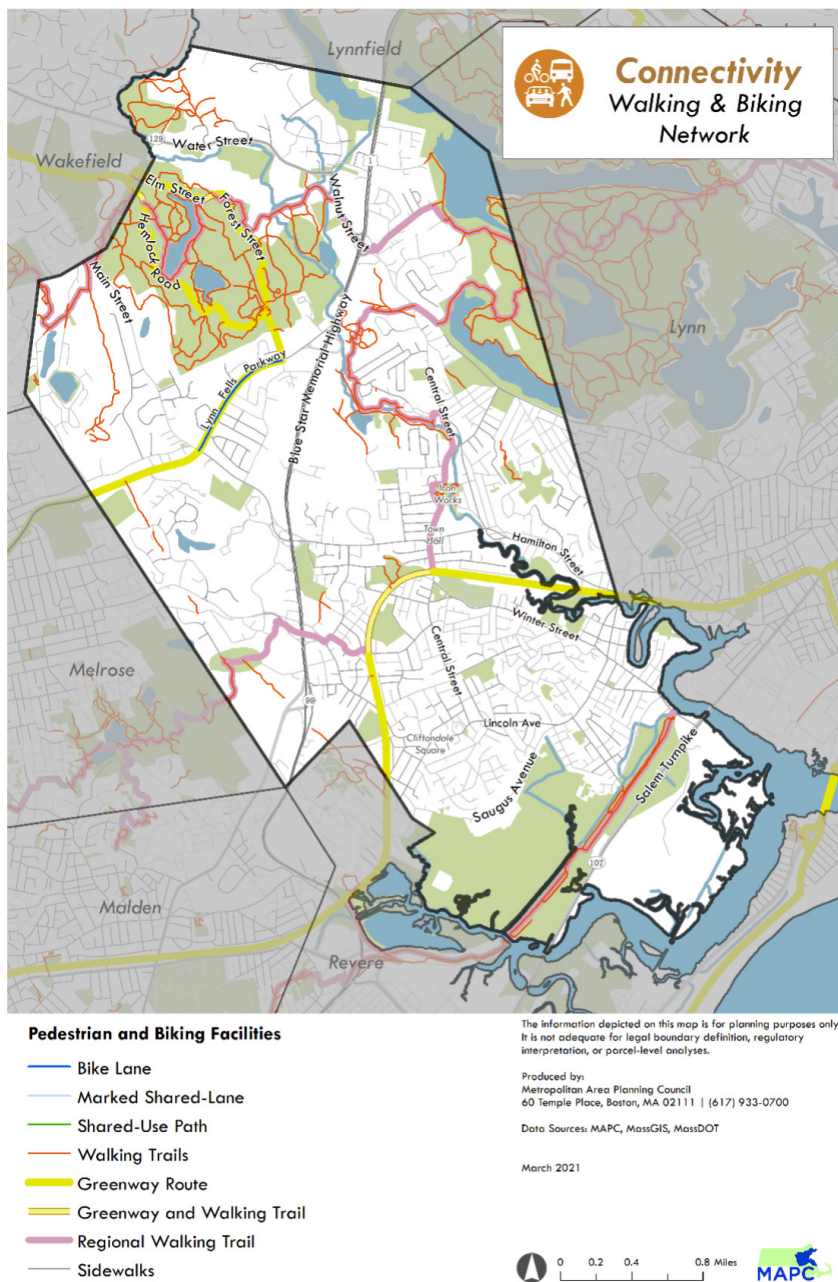 Lynnfield
Connectivity
Walking & Biking
Network
129
Water Street
1
Wakefield
Elm Street
Forest Street
Walnut Street
Hemlock Road
Main Street
Lynn
Lynn Fells Parkway
Blue Star Memorial Highway
Central Street
Iron
Works
Town
Hall
Hamilton Street
Winter Street
Central Street
Melrose
99
Lincoln Ave
Cliftondale
Square
Saugus Avenue
Salem Turnpike
107
Malden
Revere
Pedestrian and Biking Facilities
Bike Lane
Marked Shared-Lane
Shared-Use Path
Walking Trails
Greenway Route
Greenway and Walking Trail
Regional Walking Trail
Sidewalks
The information depicted on this map is for planning purposes only.
It is not adequate for legal boundary definition, regulatory
interpretation, or parcel-level analyses.
Produced by:
Metropolitan Area Planning Council
60 Temple Place, Boston, MA 02111 | (617) 933-0700
Data Sources: MAPC, MassGIS, MassDOT
March 2021
0 0.2 0.4 0.8 Miles
MAPC